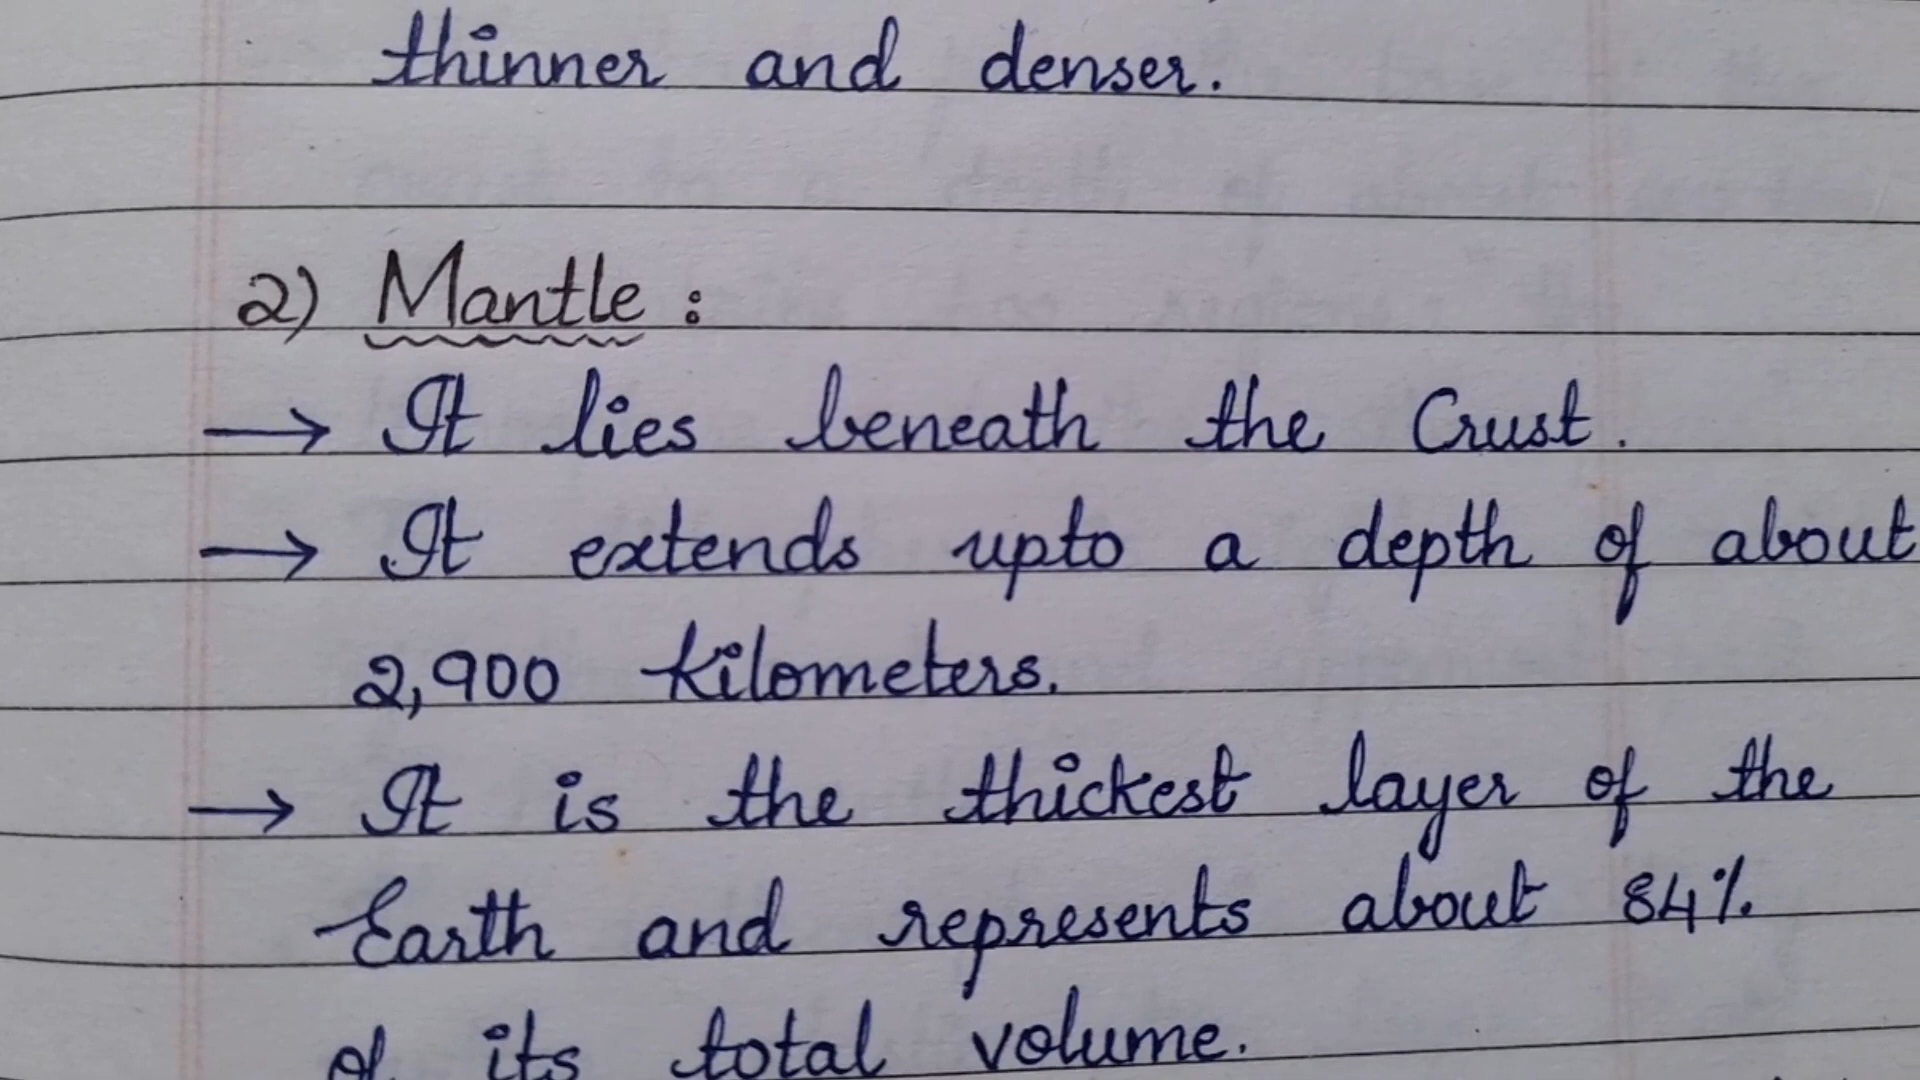 thinner and denser.
2) Mantle :
→ It lies beneath the Crust.
→ It extends upto a depth of about
2,900 kilometers.
→ It is the thickest layer of the
Earth and represents about 84%
of its total volume.